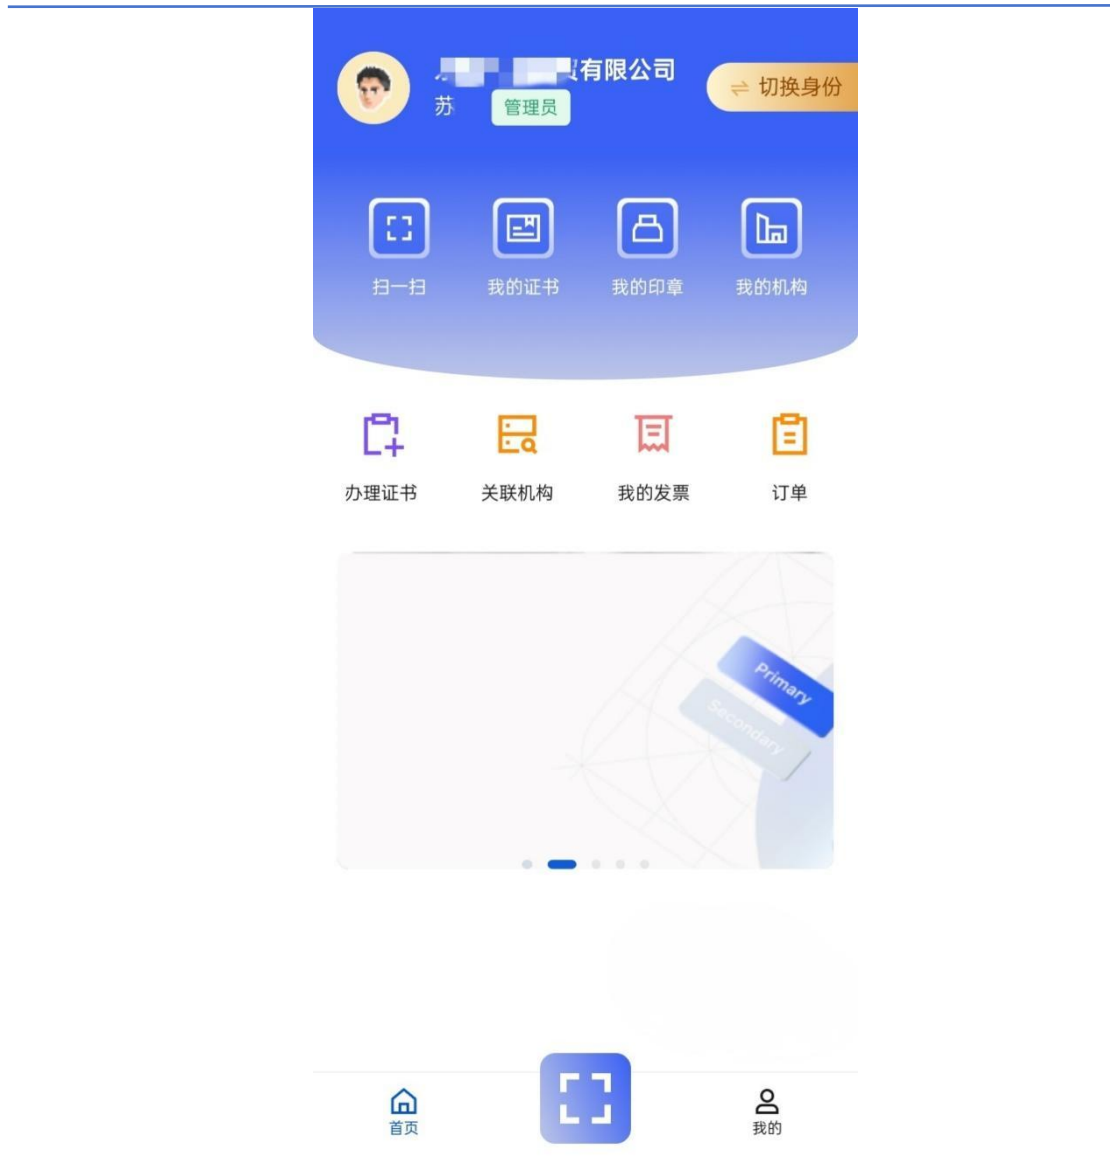 有限公司
切换身份
苏
管理员
扫一扫
我的证书
我的印章
我的机构
办理证书
关联机构
我的发票
订单
Primary
Secondary
首页
我的